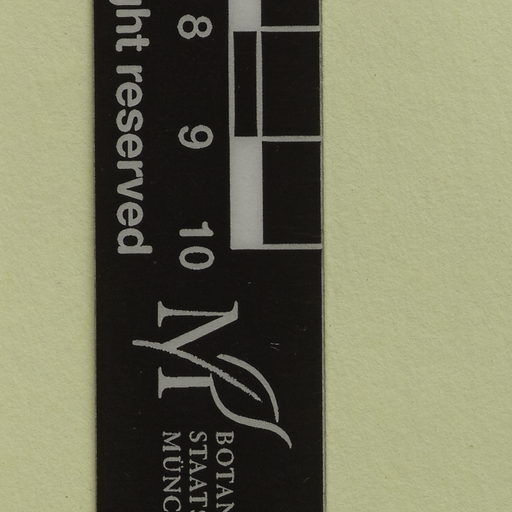 ght reserved
8 9 10
M
BOTAN
STAATS
MÜNC